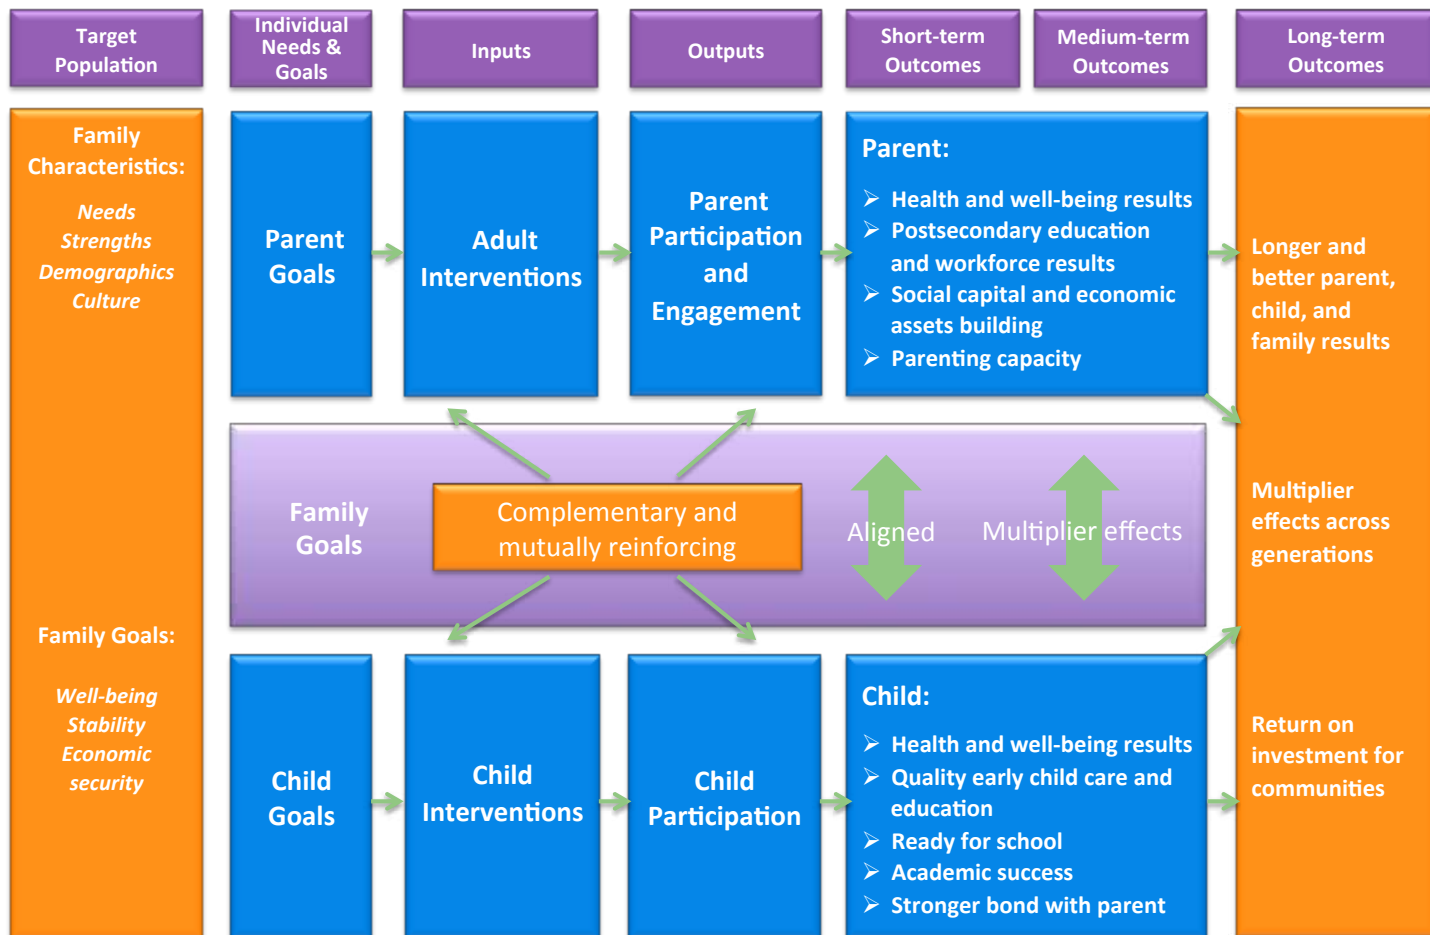 Target
Population
Individual
Needs &
Goals
Inputs
Outputs
Short-term
Outcomes
Medium-term
Outcomes
Long-term
Outcomes
Family
Characteristics:
Needs
Strengths
Demographics
Culture
Family Goals:
Well-being
Stability
Economic
security
Parent
Goals
Adult
Interventions
Parent
Participation
and
Engagement
Parent:
➢ Health and well-being results
➢ Postsecondary education
and workforce results
➢ Social capital and economic
assets building
➢ Parenting capacity
Family
Goals
Complementary and
mutually reinforcing
Aligned
Multiplier effects
Child
Goals
Child
Interventions
Child
Participation
Child:
➢ Health and well-being results
➢ Quality early child care and
education
➢ Ready for school
➢ Academic success
➢ Stronger bond with parent
Longer and
better parent,
child, and
family results
Multiplier
effects across
generations
Return on
investment for
communities